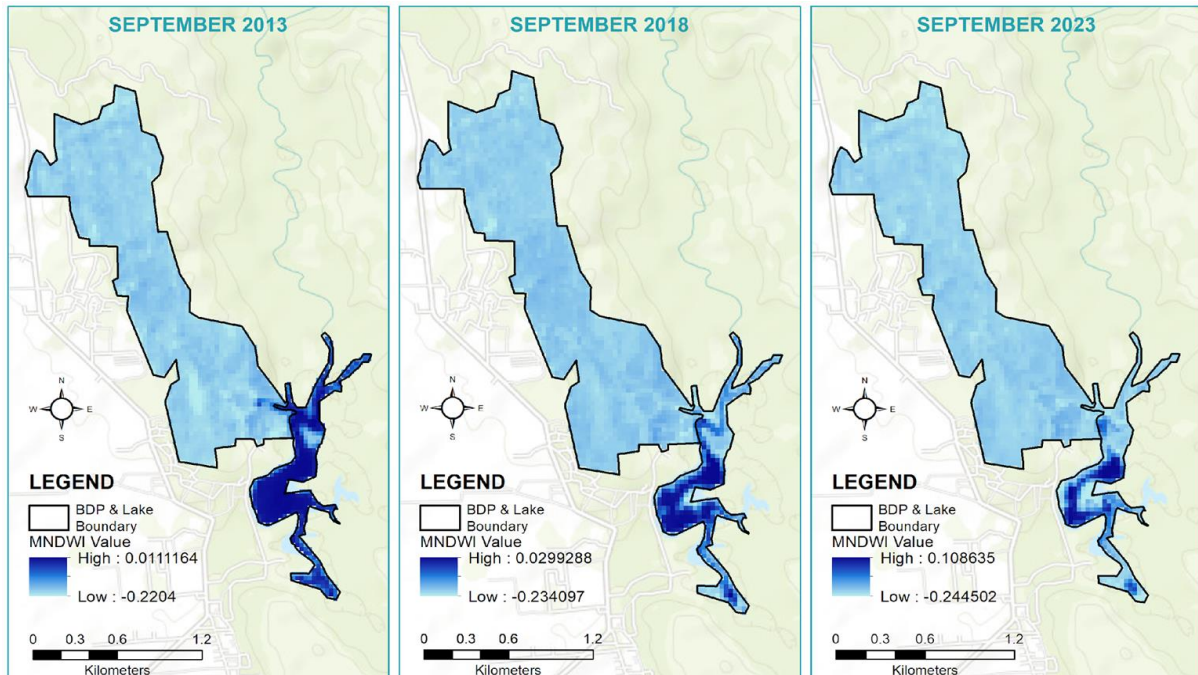 SEPTEMBER 2013
N
W E
S
LEGEND
BDP & Lake
Boundary
MNDWI Value
High : 0.0111164
Low : -0.2204
0 0.3 0.6 1.2
Kilometers
SEPTEMBER 2018
N
W E
S
LEGEND
BDP & Lake
Boundary
MNDWI Value
High : 0.0299288
Low : -0.234097
0 0.3 0.6 1.2
Kilometers
SEPTEMBER 2023
N
W E
S
LEGEND
BDP & Lake
Boundary
MNDWI Value
High : 0.108635
Low : -0.244502
0 0.3 0.6 1.2
Kilometers